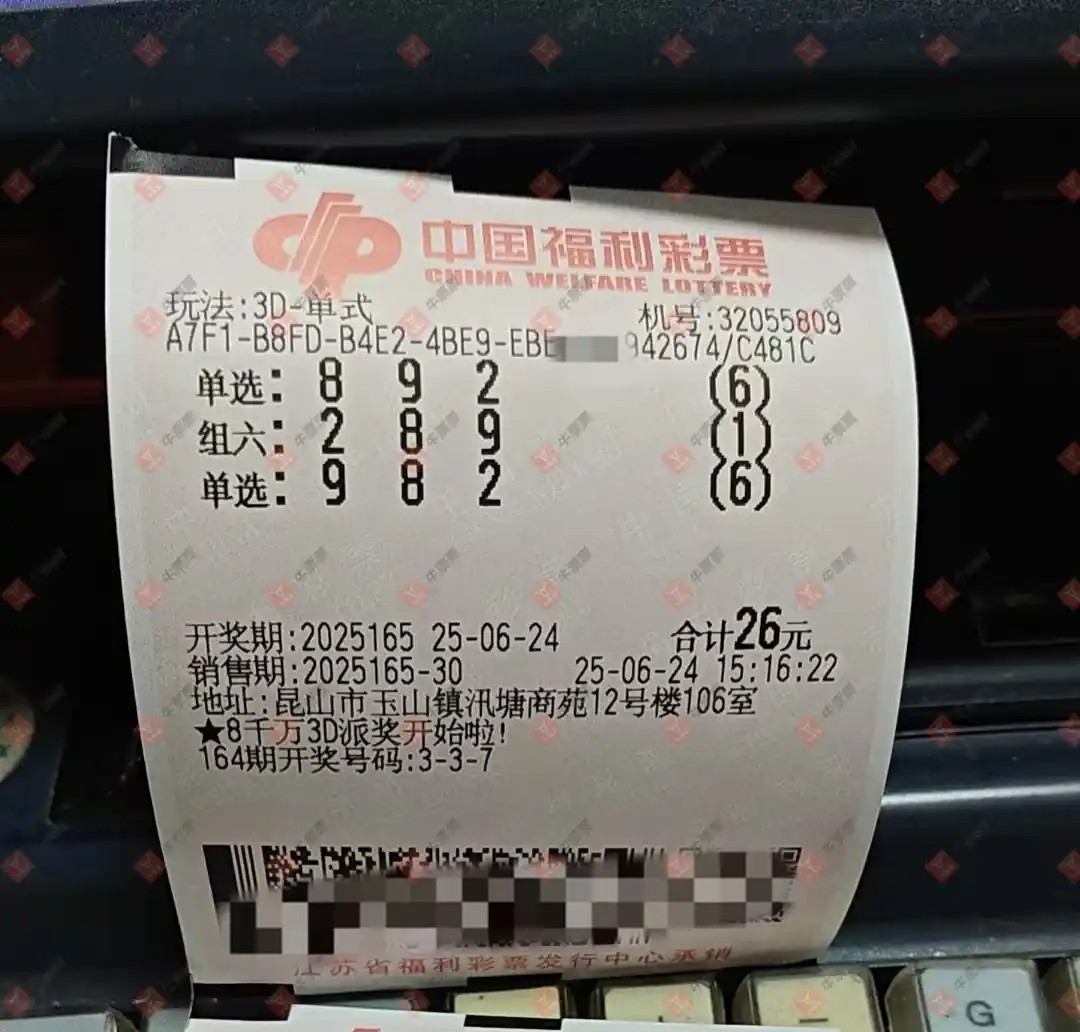 中国福利彩票
CHINA WELFARE LOTTERY
玩法:3D-单式 机号:32055809
A7F1-B8FD-B4E2-4BE9-EBE 942674/C481C
单选: 8 9 2 (6)
组六: 2 8 9 (1)
单选: 9 8 2 (6)
开奖期:2025165 25-06-24 合计26元
销售期:2025165-30 25-06-24 15:16:22
地址:昆山市玉山镇汛塘商苑12号楼106室
★8千万3D派奖开始啦!
164期开奖号码:3-3-7
江苏省福利彩票发行中心承销
G